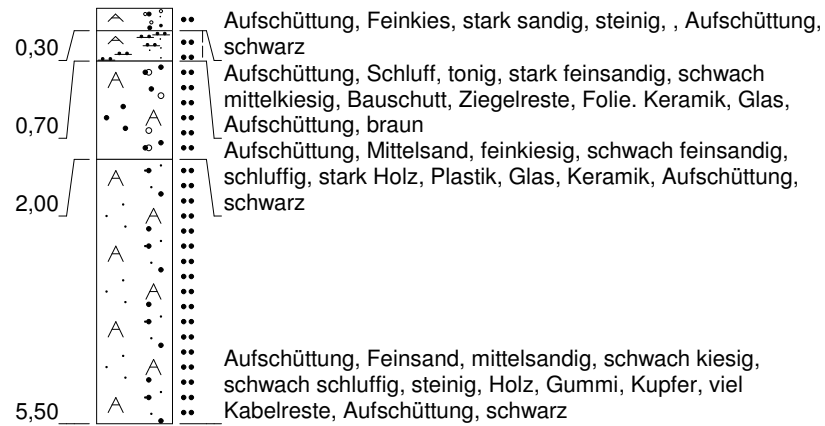 Aufschüttung, Feinkies, stark sandig, steinig, , Aufschüttung,
schwarz
0,30
Aufschüttung, Schluff, tonig, stark feinsandig, schwach
mittelkiesig, Bauschutt, Ziegelreste, Folie. Keramik, Glas,
Aufschüttung, braun
0,70
Aufschüttung, Mittelsand, feinkiesig, schwach feinsandig,
schluffig, stark Holz, Plastik, Glas, Keramik, Aufschüttung,
schwarz
2,00
Aufschüttung, Feinsand, mittelsandig, schwach kiesig,
schwach schluffig, steinig, Holz, Gummi, Kupfer, viel
Kabelreste, Aufschüttung, schwarz
5,50